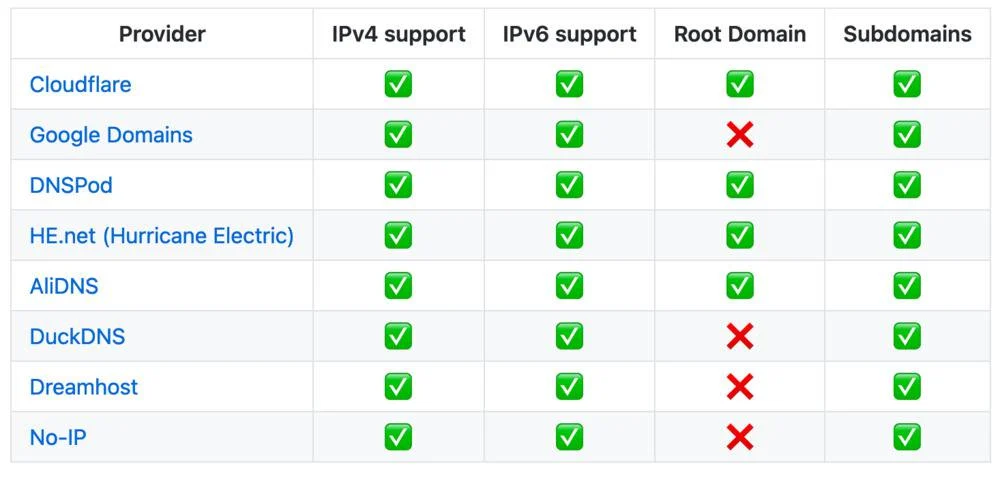 Provider IPv4 support IPv6 support Root Domain Subdomains
Cloudflare ✅ ✅ ✅ ✅
Google Domains ✅ ✅ ❌ ✅
DNSPod ✅ ✅ ✅ ✅
HE.net (Hurricane Electric) ✅ ✅ ✅ ✅
AliDNS ✅ ✅ ✅ ✅
DuckDNS ✅ ✅ ❌ ✅
Dreamhost ✅ ✅ ❌ ✅
No-IP ✅ ✅ ❌ ✅